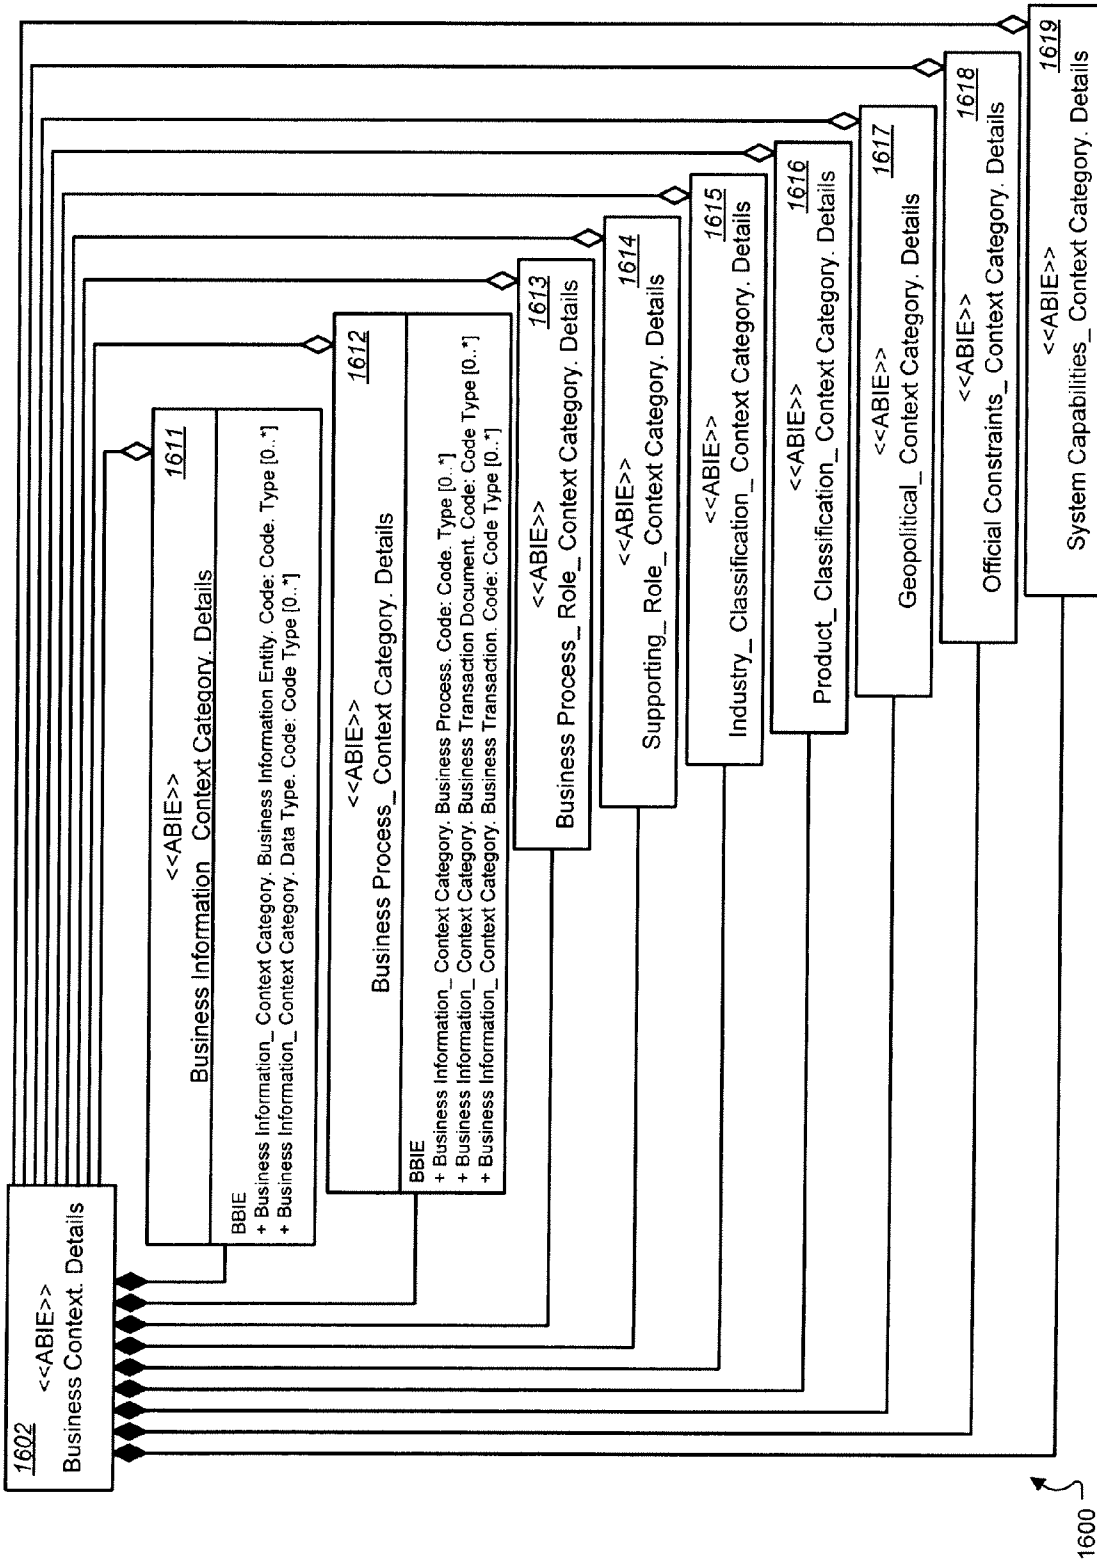 1602
<<ABIE>>
Business Context. Details
<<ABIE>>
1611
Business Information_ Context Category. Details
BBIE
+ Business Information_ Context Category. Business Information Entity. Code: Code. Type [0..*]
+ Business Information_ Context Category. Data Type. Code: Code Type [0..*]
<<ABIE>>
1612
Business Process_ Context Category. Details
BBIE
+ Business Information_ Context Category. Business Process. Code: Code. Type [0..*]
+ Business Information_ Context Category. Business Transaction Document. Code: Code Type [0..*]
+ Business Information_ Context Category. Business Transaction. Code: Code Type [0..*]
<<ABIE>>
1613
Business Process_ Role_ Context Category. Details
<<ABIE>>
1614
Supporting_ Role_ Context Category. Details
<<ABIE>>
1615
Industry_ Classification_ Context Category. Details
<<ABIE>>
1616
Product_ Classification_ Context Category. Details
<<ABIE>>
1617
Geopolitical_ Context Category. Details
<<ABIE>>
1618
Official Constraints_ Context Category. Details
<<ABIE>>
1619
System Capabilities_ Context Category. Details
1600